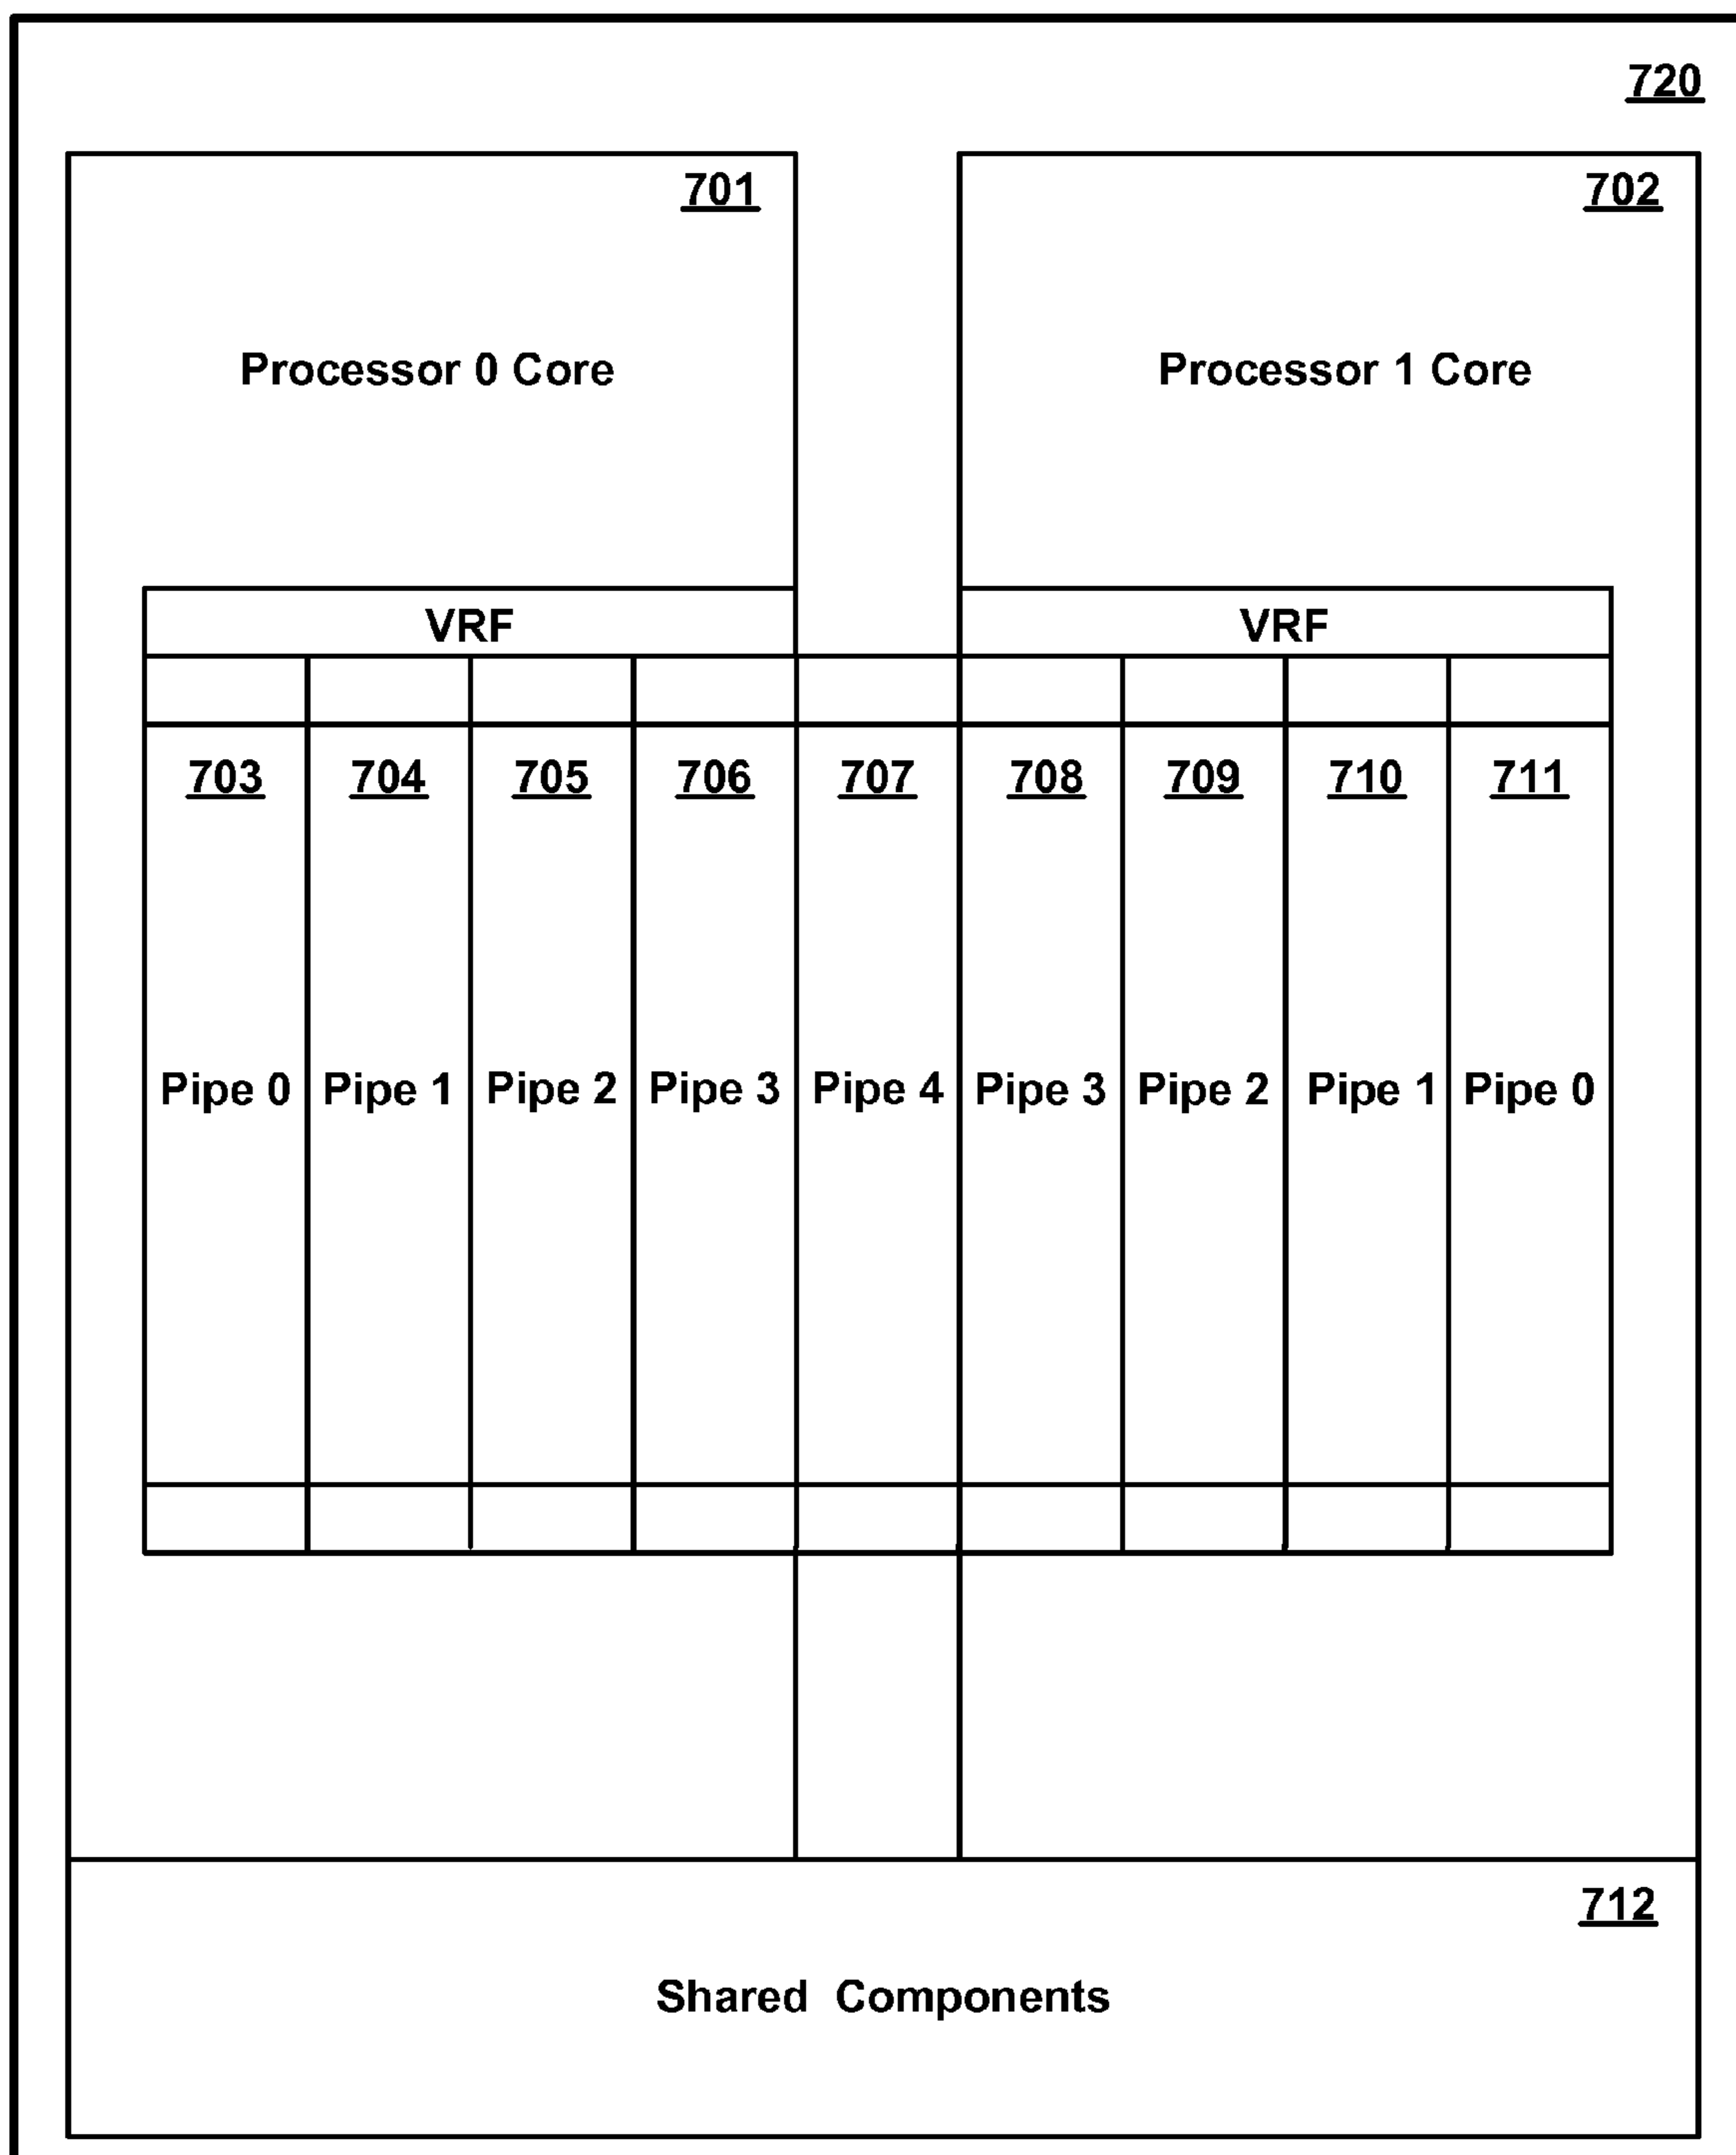 720
701
702
Processor 0 Core
Processor 1 Core
VRF
VRF
703 704 705 706 707 708 709 710 711
Pipe 0 Pipe 1 Pipe 2 Pipe 3 Pipe 4 Pipe 3 Pipe 2 Pipe 1 Pipe 0
712
Shared Components